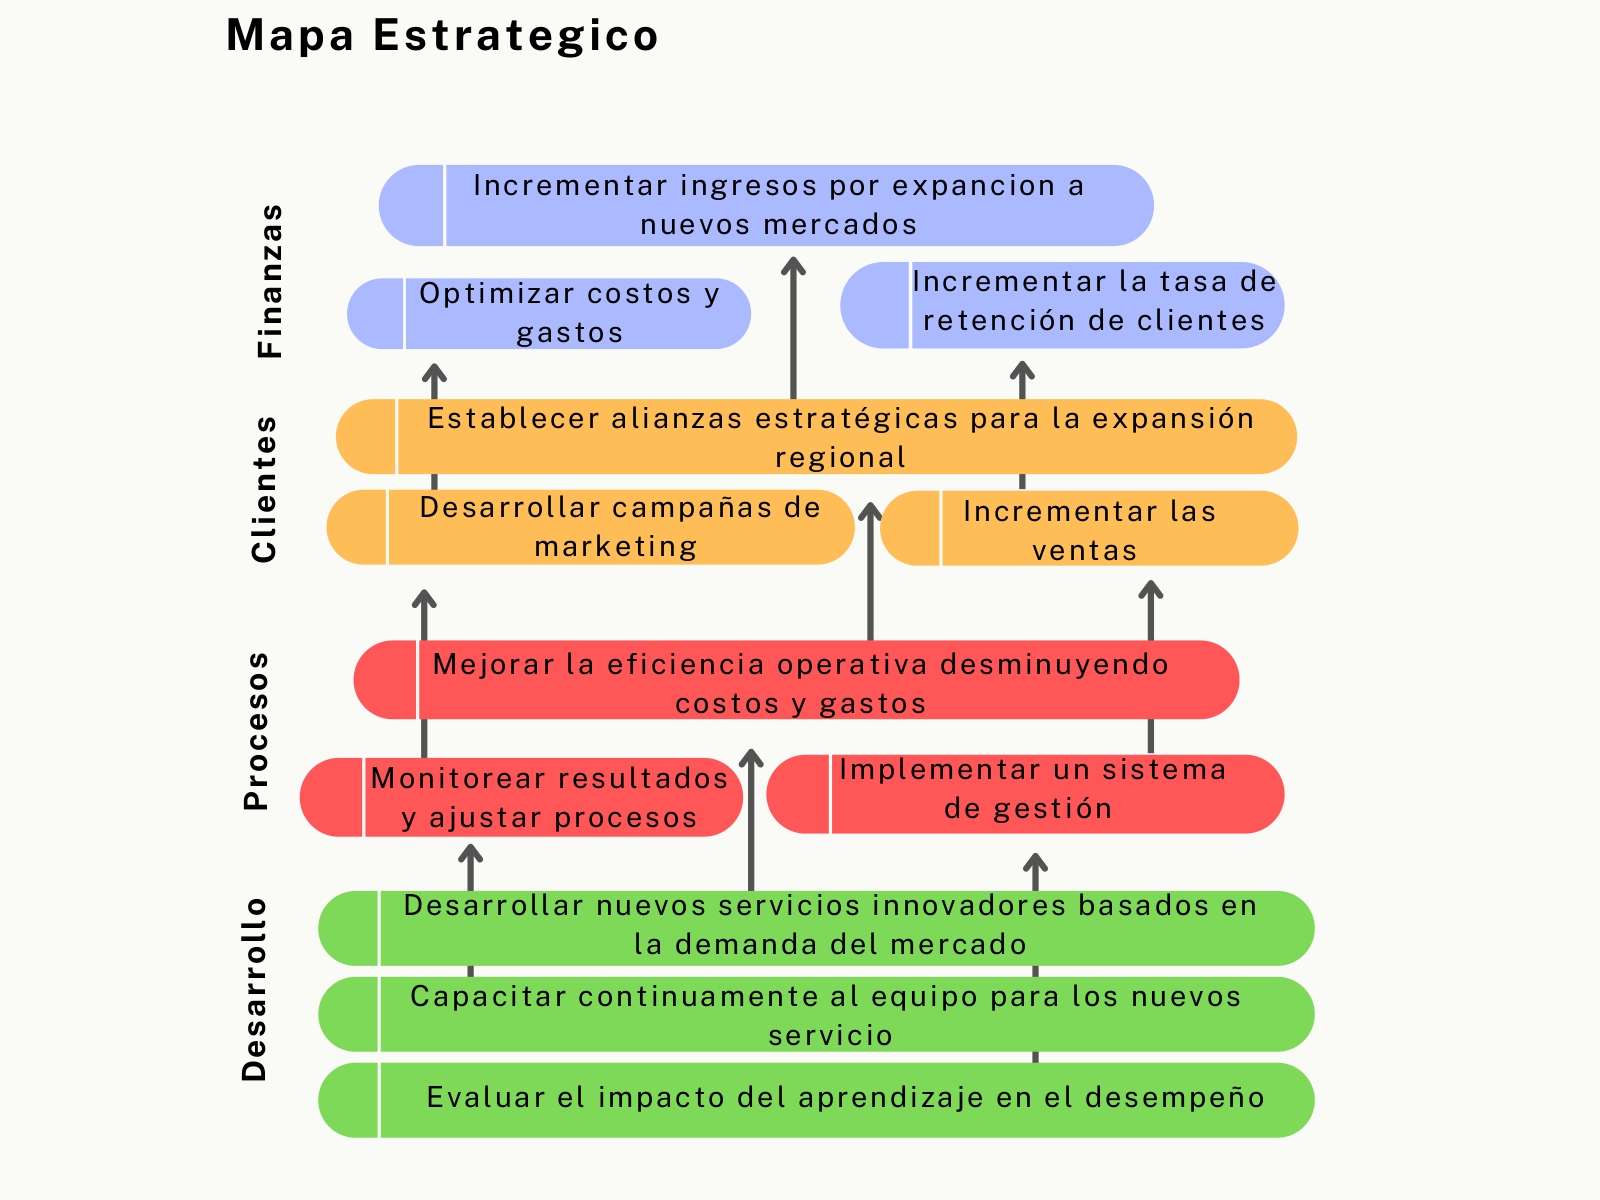 Mapa Estrategico
Finanzas
Incrementar ingresos por expancion a
nuevos mercados
Optimizar costos y
gastos
Incrementar la tasa de
retención de clientes
Clientes
Establecer alianzas estratégicas para la expansión
regional
Desarrollar campañas de
marketing
Incrementar las
ventas
Procesos
Mejorar la eficiencia operativa desminuyendo
costos y gastos
Monitorear resultados
y ajustar procesos
Implementar un sistema
de gestión
Desarrollo
Desarrollar nuevos servicios innovadores basados en
la demanda del mercado
Capacitar continuamente al equipo para los nuevos
servicio
Evaluar el impacto del aprendizaje en el desempeño